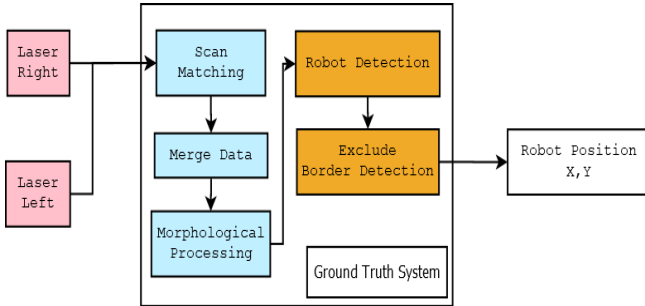 Laser
Right
Laser
Left
Scan
Matching
Merge Data
Morphological
Processing
Robot Detection
Exclude
Border Detection
Ground Truth System
Robot Position
X,Y